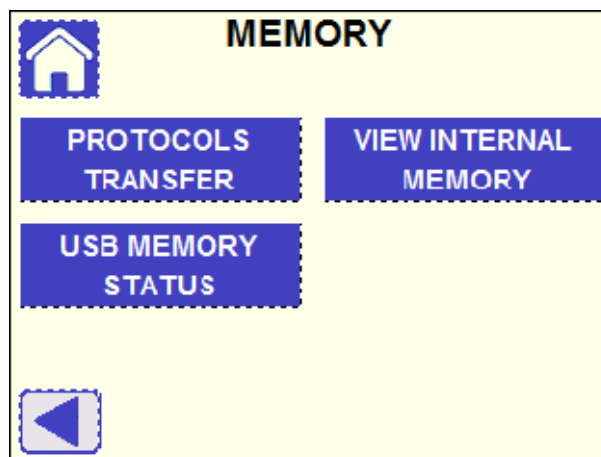 MEMORY
PROTOCOLS
TRANSFER
VIEW INTERNAL
MEMORY
USB MEMORY
STATUS